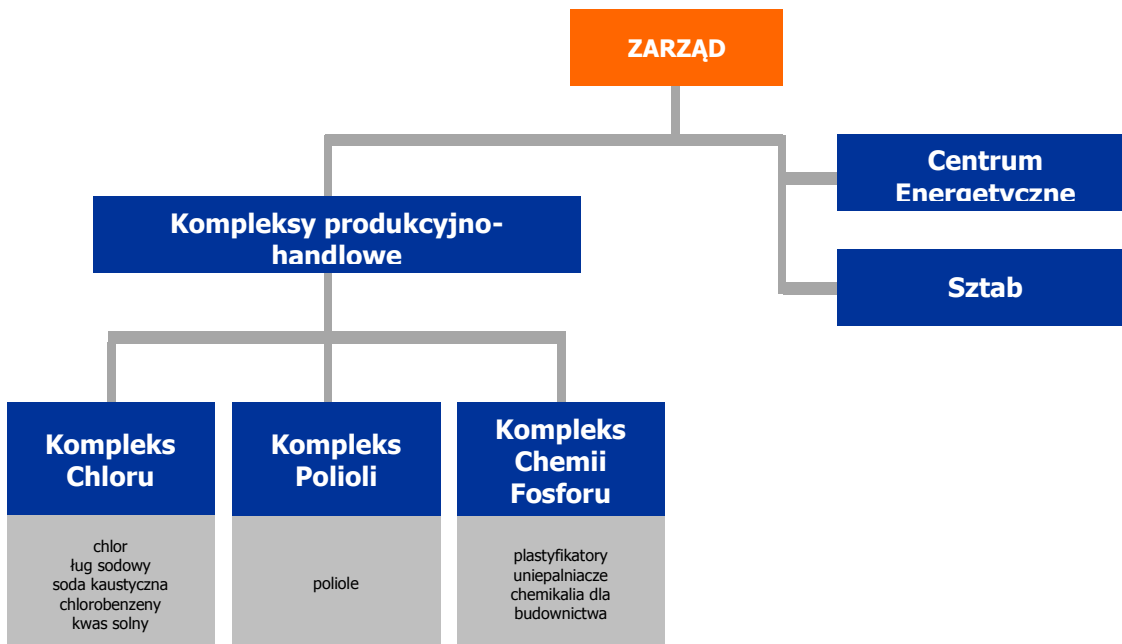 ZARZĄD
Centrum
Energetyczne
Kompleksy produkcyjno-
handlowe
Sztab
Kompleks
Chloru
Kompleks
Polioli
Kompleks
Chemii
Fosforu
chlor
ług sodowy
soda kaustyczna
chlorobenzeny
kwas solny
poliole
plastyfikatory
uniepalniacze
chemikalia dla
budownictwa